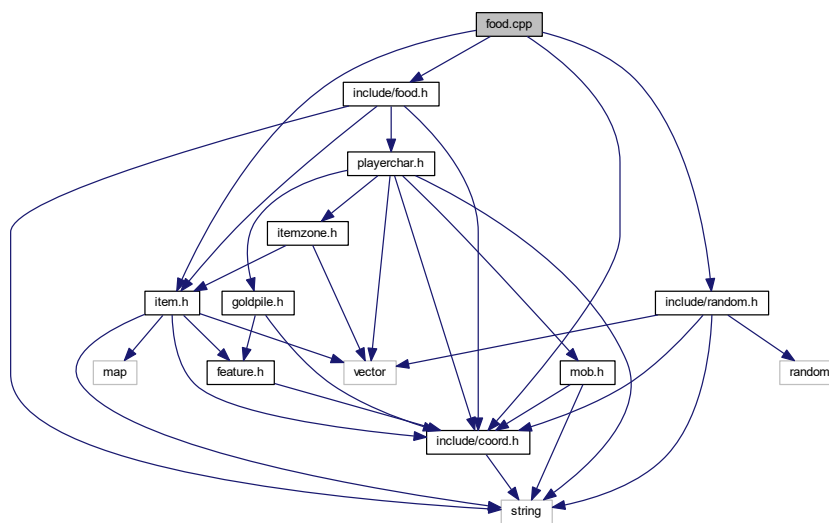 food.cpp
include/food.h
playerchar.h
itemzone.h
item.h
goldpile.h
include/random.h
map
feature.h
vector
mob.h
random
include/coord.h
string